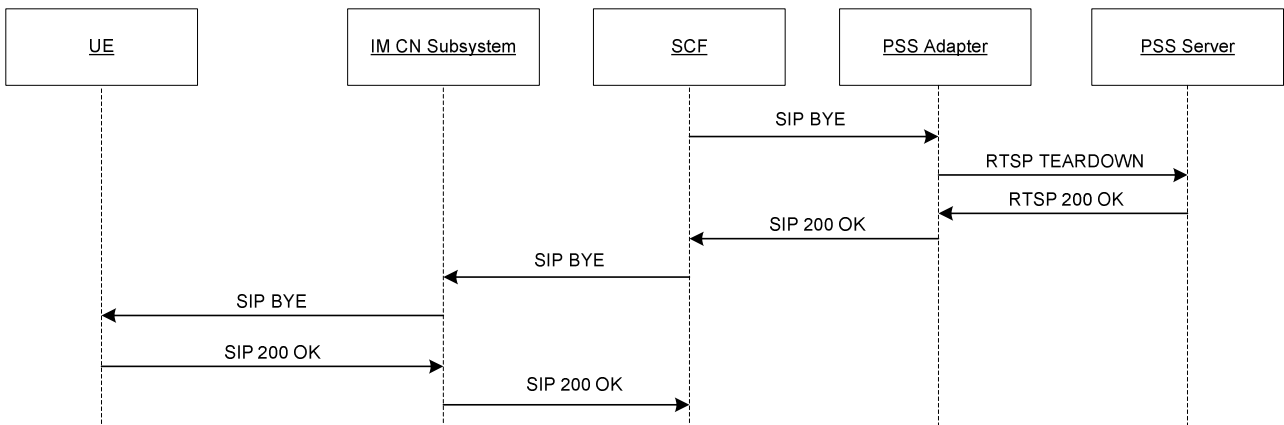 UE
IM CN Subsystem
SCF
PSS Adapter
PSS Server
SIP BYE
RTSP TEARDOWN
RTSP 200 OK
SIP 200 OK
SIP BYE
SIP BYE
SIP 200 OK
SIP 200 OK